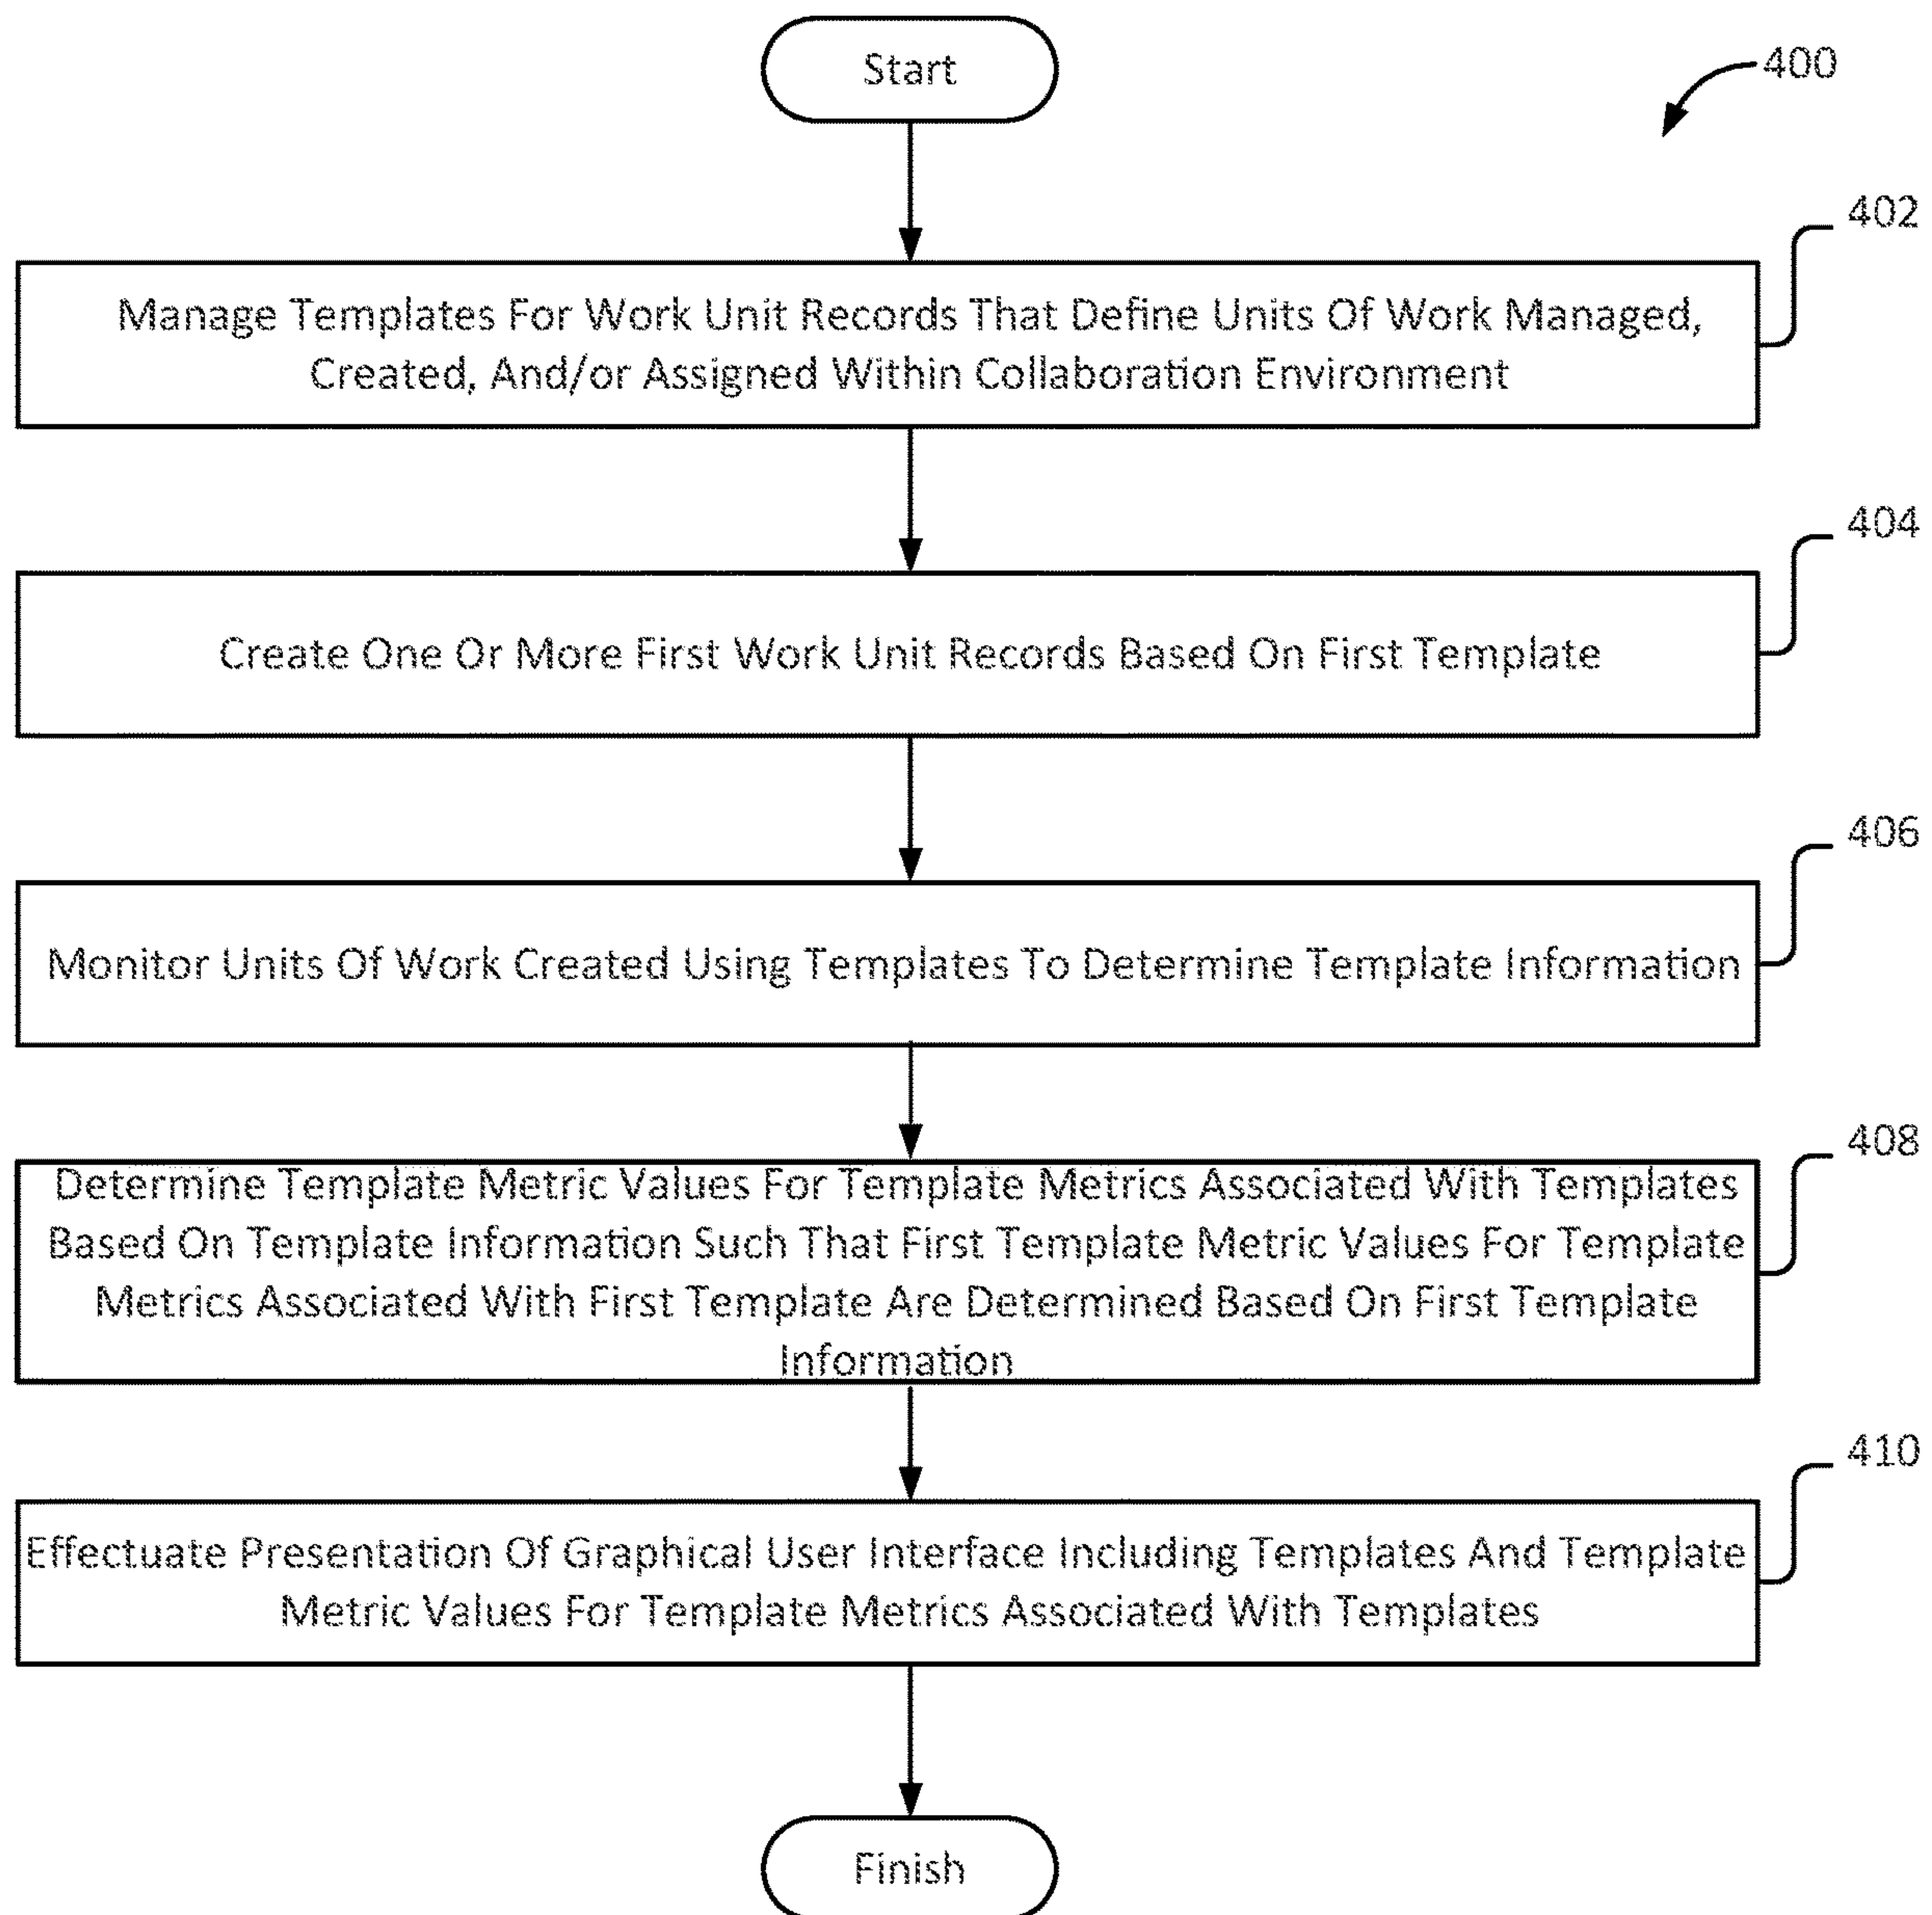 Start
400
402
Manage Templates For Work Unit Records That Define Units Of Work Managed,
Created, And/or Assigned Within Collaboration Environment
404
Create One Or More First Work Unit Records Based On First Template
406
Monitor Units Of Work Created Using Templates To Determine Template Information
408
Determine Template Metric Values For Template Metrics Associated With Templates
Based On Template Information Such That First Template Metric Values For Template
Metrics Associated With First Template Are Determined Based On First Template
Information
410
Effectuate Presentation Of Graphical User Interface Including Templates And Template
Metric Values For Template Metrics Associated With Templates
Finish